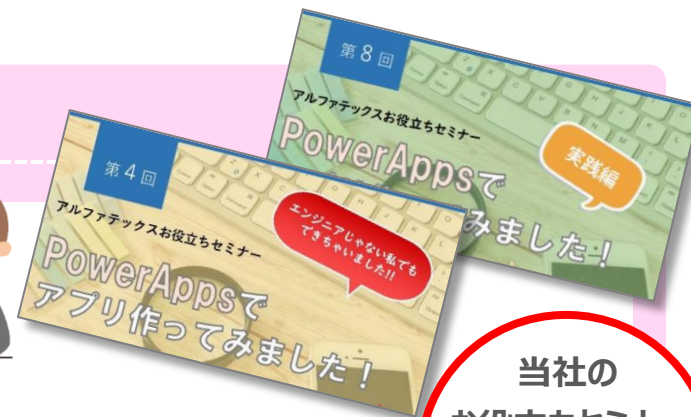 第8回
アルファテックスお役立ちセミナー
PowerAppsで
みました!
実践編
第4回
アルファテックスお役立ちセミナー
PowerAppsで
アプリ作ってみました!
エンジニアじゃない私でも
できちゃいました!!
当社の